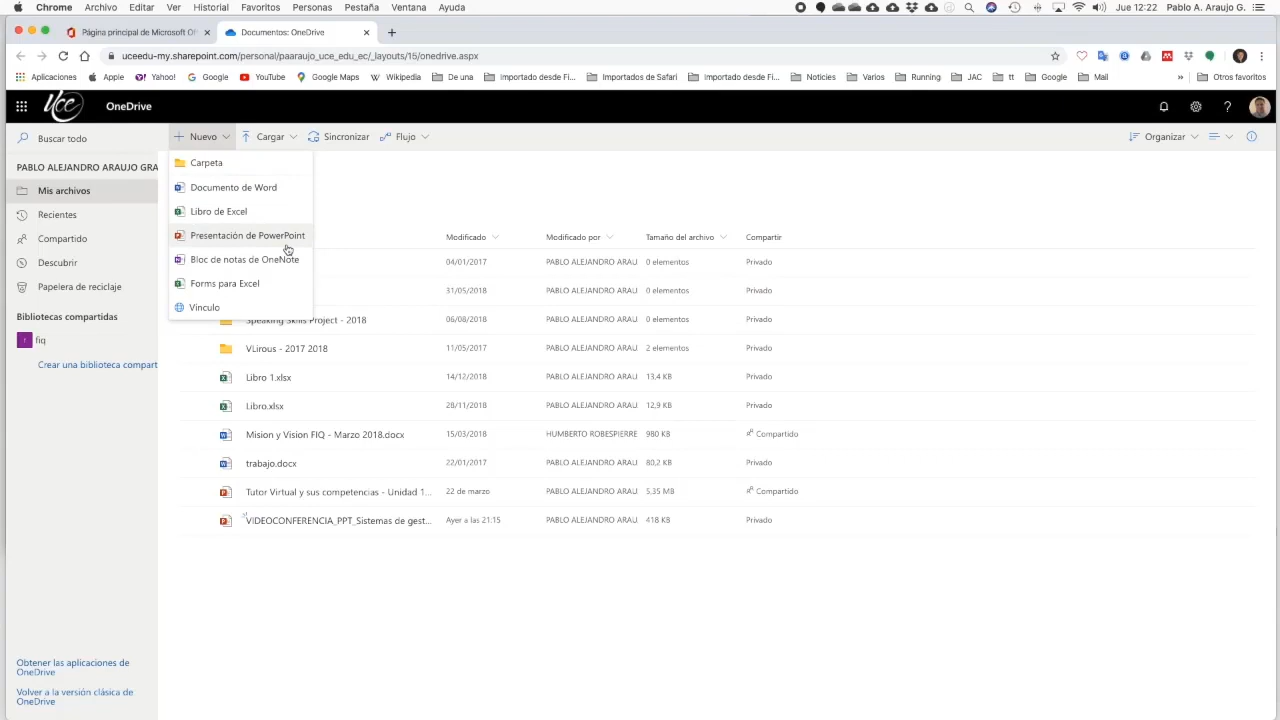 Chrome Archivo Editar Ver Historial Favoritos Personas Pestaña Ventana Ayuda Jue 12:22 Pablo A. Araujo G.
Página principal de Microsoft Of Documentos: OneDrive
uceedu-my.sharepoint.com/personal/paaraujo_uce_edu_ec/_layouts/15/onedrive.aspx
Aplicaciones Apple Yahoo! Google YouTube Google Maps Wikipedia De una Importado desde Fi... Importados de Safari Importado desde Fi... Noticies Varios Running JAC tt Google Mail » Otros favoritos
UCE OneDrive ?
Buscar todo Nuevo Cargar Sincronizar Flujo Organizar
PABLO ALEJANDRO ARAUJO GRA
Mis archivos
Recientes
Compartido
Descubrir
Papelera de reciclaje
Bibliotecas compartidas
fiq
Crear una biblioteca compart
Obtener las aplicaciones de
OneDrive
Volver a la versión clásica de
OneDrive
Carpeta
Documento de Word
Libro de Excel
Presentación de PowerPoint
Bloc de notas de OneNote
Forms para Excel
Vínculo
Modificado Modificado por Tamaño del archivo Compartir
04/01/2017 PABLO ALEJANDRO ARAU 0 elementos Privado
31/05/2018 PABLO ALEJANDRO ARAU 0 elementos Privado
Speaking Skills Project - 2018 06/08/2018 PABLO ALEJANDRO ARAU 0 elementos Privado
VLirous - 2017 2018 11/05/2017 PABLO ALEJANDRO ARAU 2 elementos Privado
Libro 1.xlsx 14/12/2018 PABLO ALEJANDRO ARAU 13,4 KB Privado
Libro.xlsx 28/11/2018 PABLO ALEJANDRO ARAU 12,9 KB Privado
Mision y Vision FIQ - Marzo 2018.docx 15/03/2018 HUMBERTO ROBESPIERRE 980 KB Compartido
trabajo.docx 22/01/2017 PABLO ALEJANDRO ARAU 80,2 KB Privado
Tutor Virtual y sus competencias - Unidad 1... 22 de marzo PABLO ALEJANDRO ARAU 5,35 MB Compartido
VIDEOCONFERENCIA_PPT_Sistemas de gest... Ayer a las 21:15 PABLO ALEJANDRO ARAU 418 KB Privado